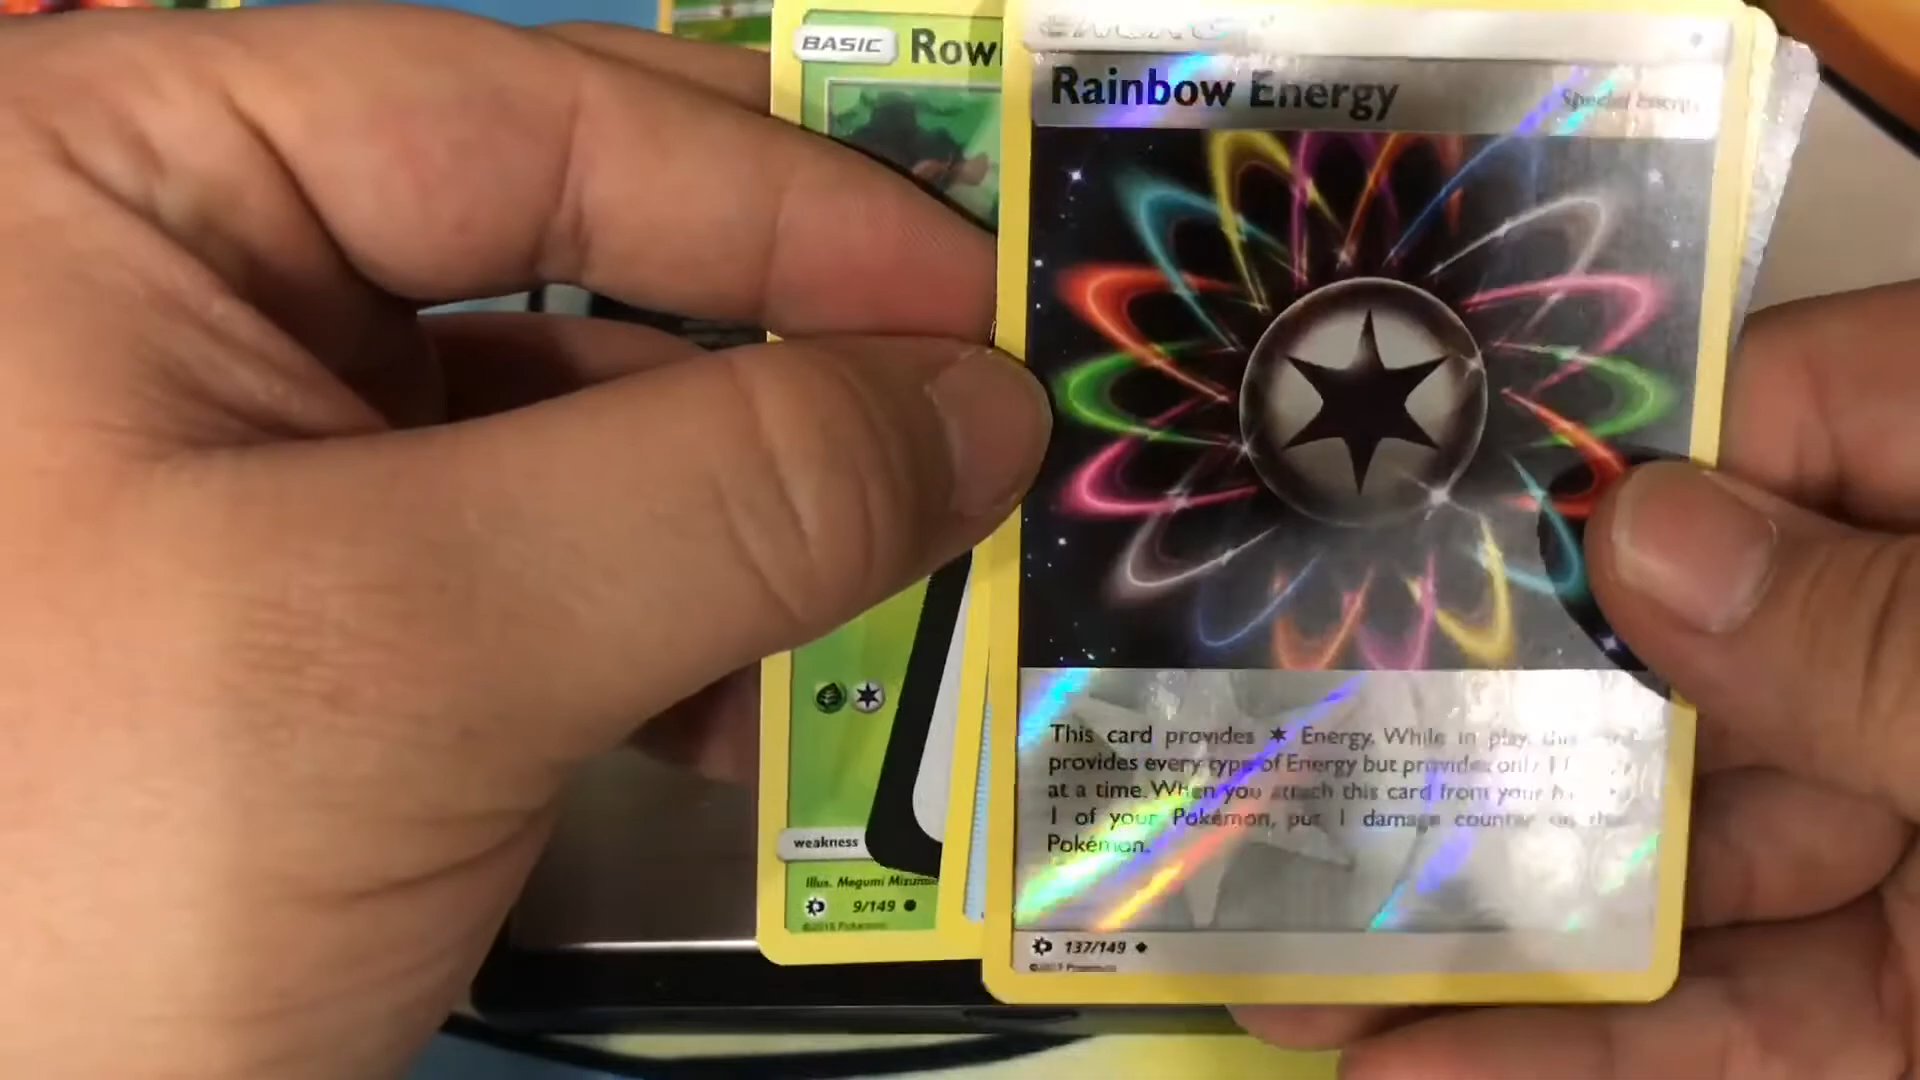 BASIC Row
Rainbow Energy
Special Energy
This card provides Energy. While in play, this
provides every type of Energy but provides only 1
at a time. When you attach this card from your
1 of your Pokémon, put 1 damage counter on
Pokémon.
weakness
Illus. Megumi
9/149
137/149